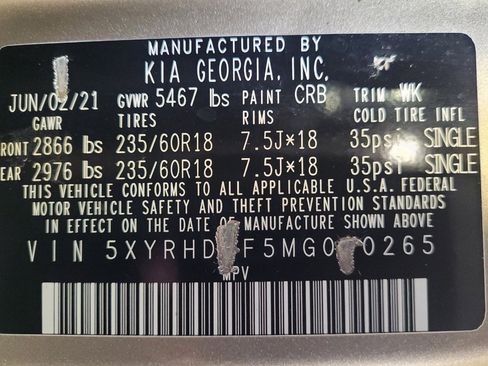 MANUFACTURED BY
KIA GEORGIA, INC.
JUN/02/21 GVWR 5467 lbs PAINT CRB TRIM WK
GAWR TIRES RIMS COLD TIRE INFL
FRONT 2866 lbs 235/60R18 7.5J*18 35psi SINGLE
REAR 2976 lbs 235/60R18 7.5J*18 35psi SINGLE
THIS VEHICLE CONFORMS TO ALL APPLICABLE U.S.A. FEDERAL
MOTOR VEHICLE SAFETY AND THEFT PREVENTION STANDARDS
IN EFFECT ON THE DATE OF MANUFACTURE SHOWN ABOVE
VIN
MPV